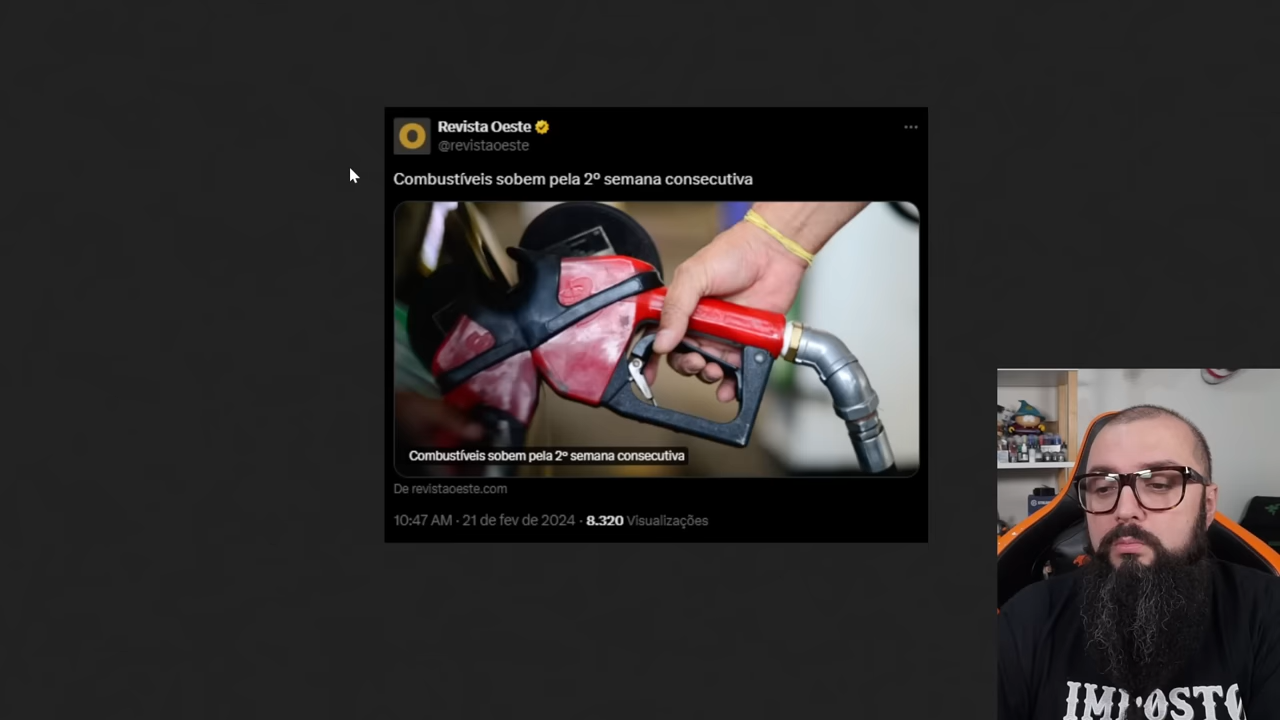 Revista Oeste
@revistaoeste
Combustíveis sobem pela 2º semana consecutiva
Combustíveis sobem pela 2º semana consecutiva
De revistaoeste.com
10:47 AM · 21 de fev de 2024 · 8.320 Visualizações
IMPOSTO